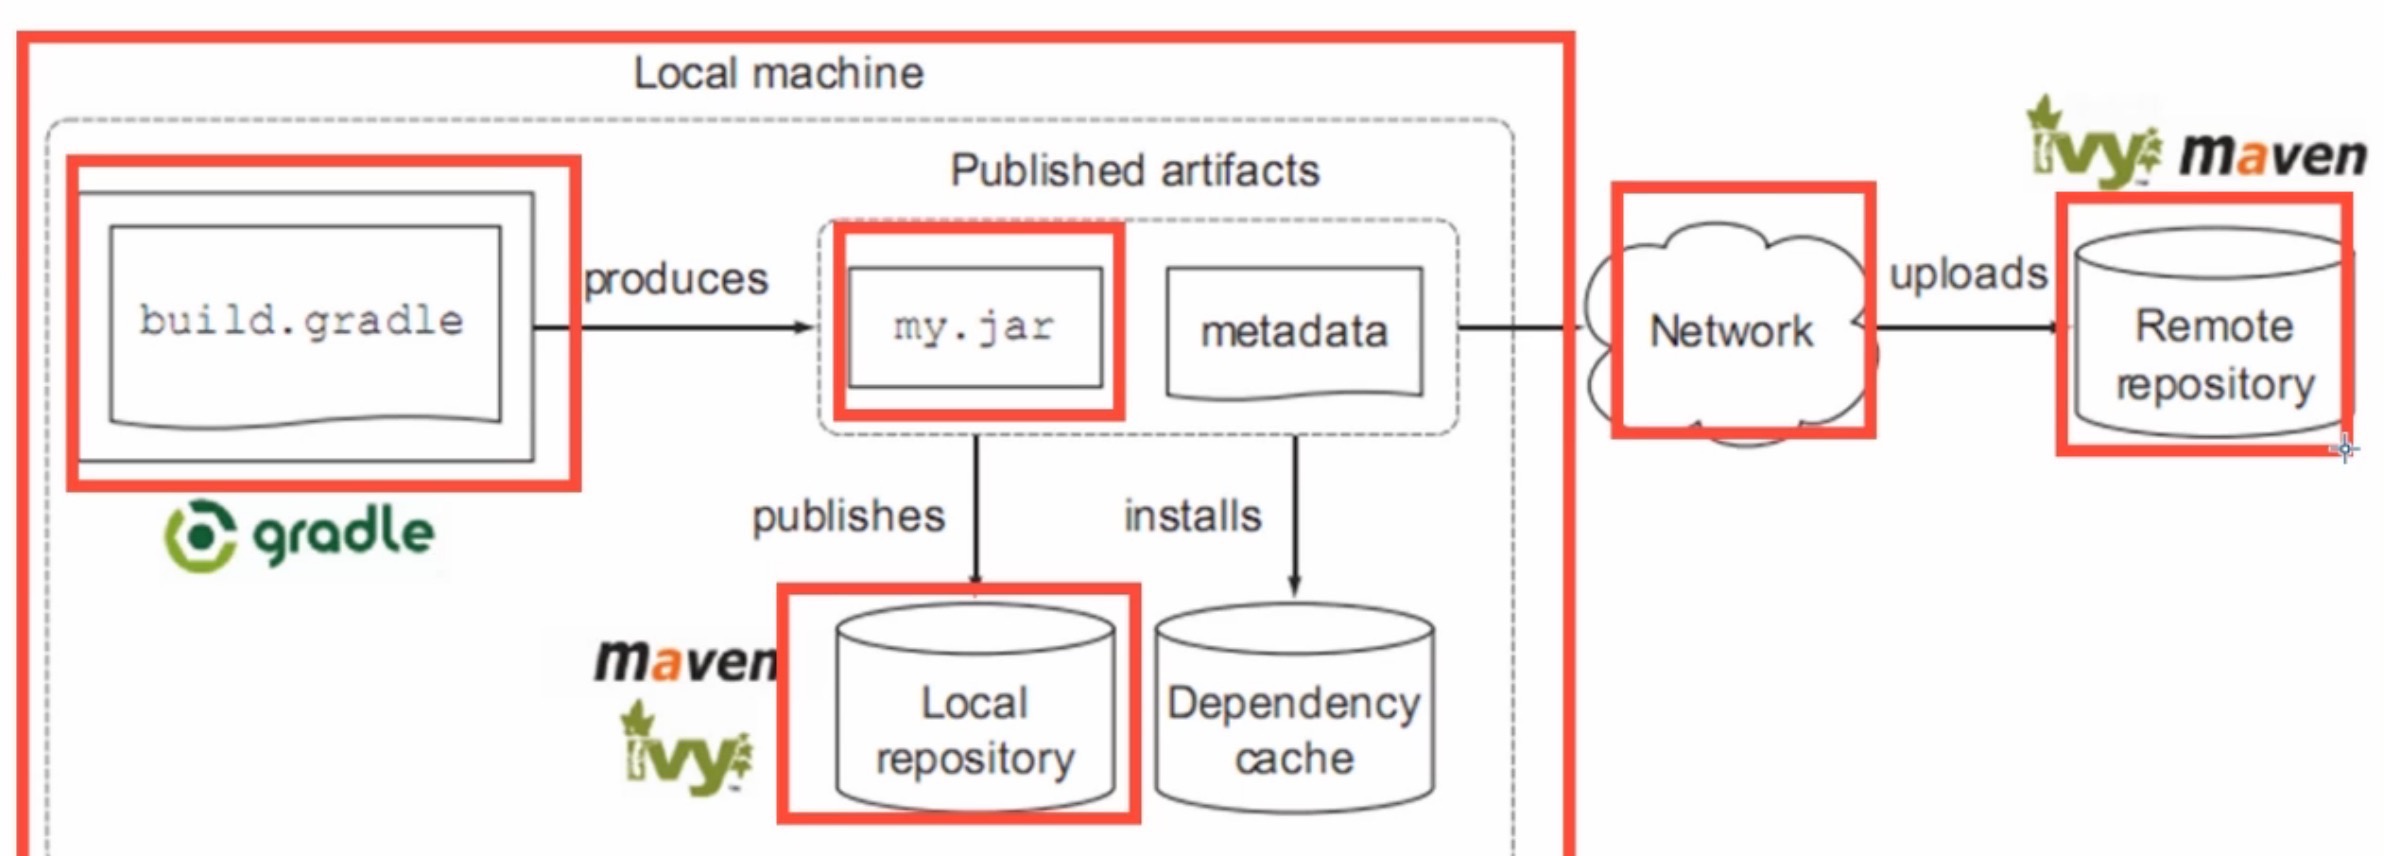 Local machine
Published artifacts
ivy maven
build.gradle
produces
my.jar
metadata
Network
uploads
Remote
repository
gradle
publishes
installs
maven
ivy
Local
repository
Dependency
cache